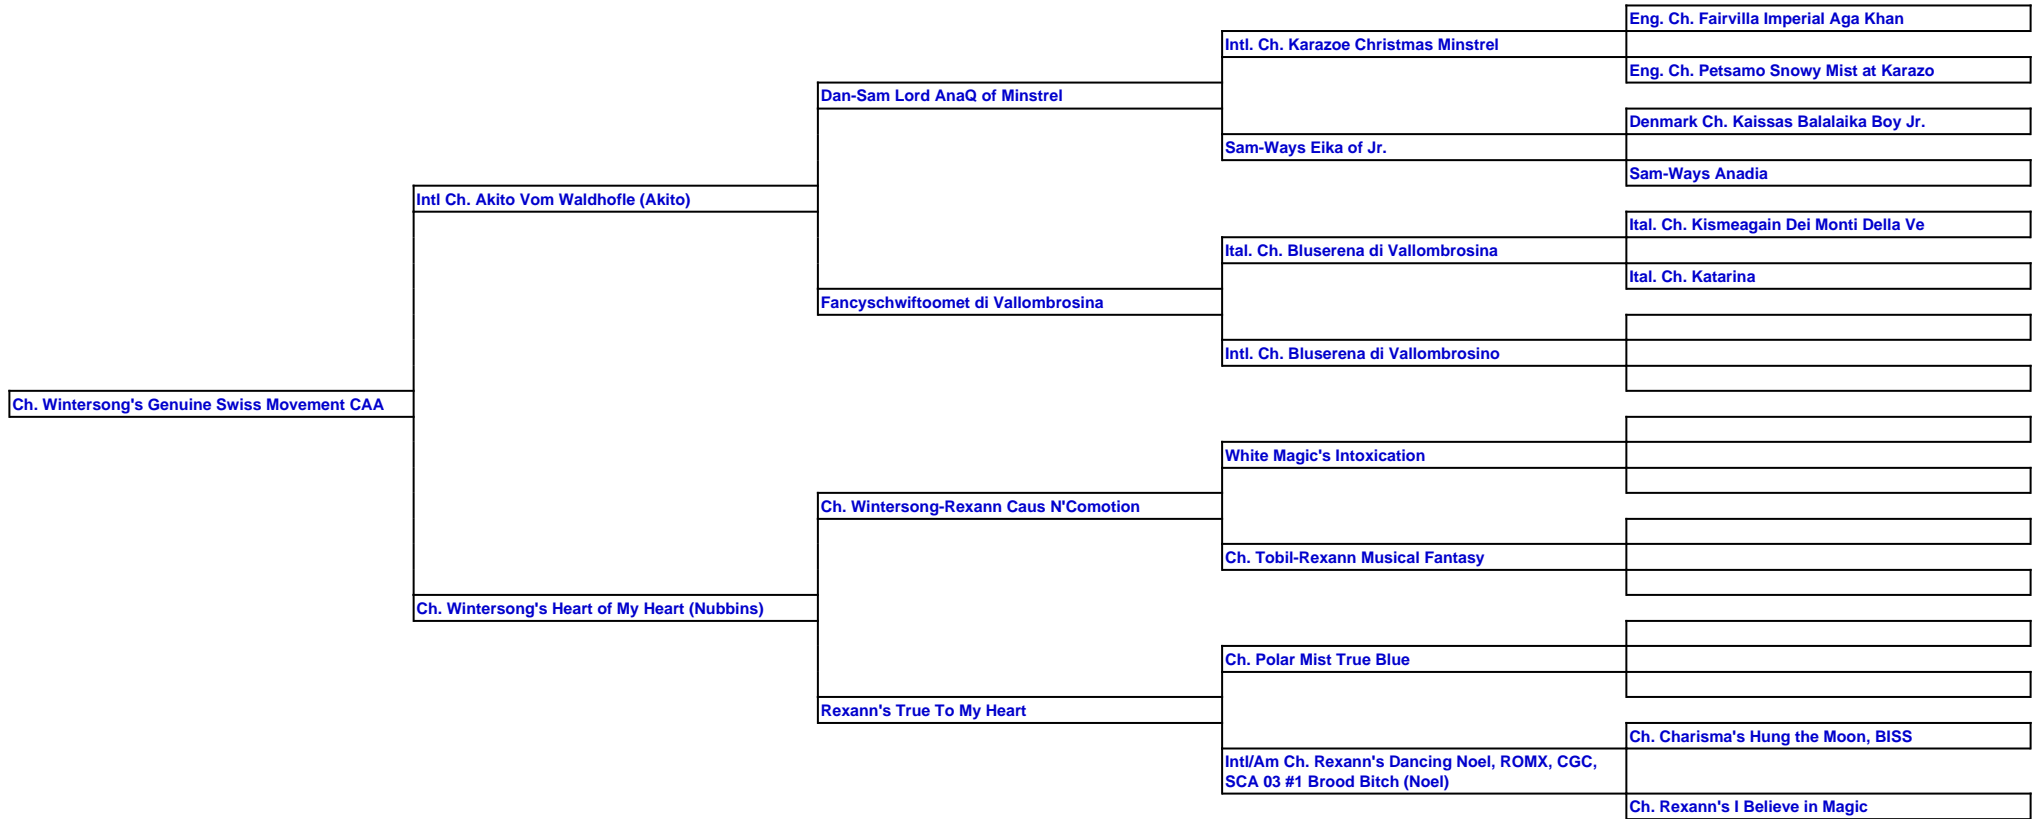 Eng. Ch. Fairvilla Imperial Aga Khan
Intl. Ch. Karazoe Christmas Minstrel
Eng. Ch. Petsamo Snowy Mist at Karazo
Dan-Sam Lord AnaQ of Minstrel
Denmark Ch. Kaissas Balalaika Boy Jr.
Sam-Ways Eika of Jr.
Sam-Ways Anadia
Intl Ch. Akito Vom Waldhofle (Akito)
Ital. Ch. Kismeagain Dei Monti Della Ve
Ital. Ch. Bluserena di Vallombrosina
Ital. Ch. Katarina
Fancyschwiftoomet di Vallombrosina
Intl. Ch. Bluserena di Vallombrosino
Ch. Wintersong's Genuine Swiss Movement CAA
White Magic's Intoxication
Ch. Wintersong-Rexann Caus N'Comotion
Ch. Tobil-Rexann Musical Fantasy
Ch. Wintersong's Heart of My Heart (Nubbins)
Ch. Polar Mist True Blue
Rexann's True To My Heart
Ch. Charisma's Hung the Moon, BISS
Intl/Am Ch. Rexann's Dancing Noel, ROMX, CGC,
SCA 03 #1 Brood Bitch (Noel)
Ch. Rexann's I Believe in Magic